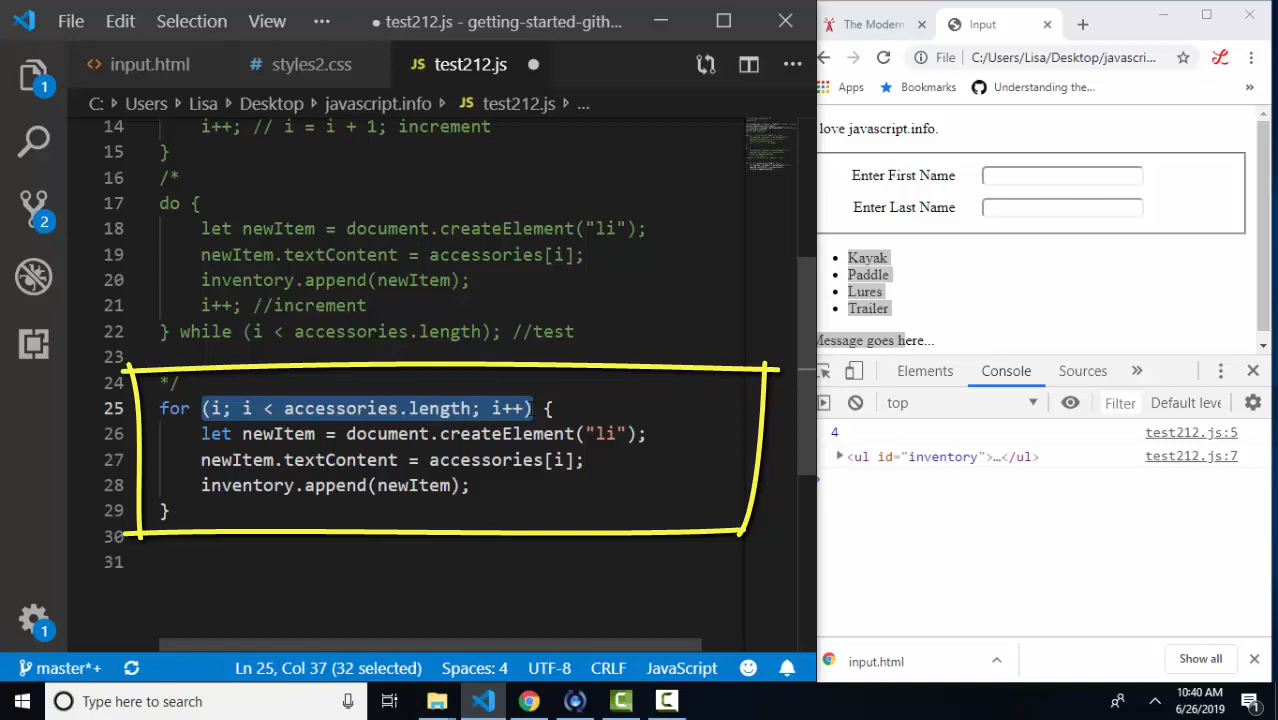 File Edit Selection View ••• ● test212.js - getting-started-gith...
input.html # styles2.css JS test212.js ● •••
C: › Users › Lisa › Desktop › javascript.info › JS test212.js › ...
14 i++; // i = i + 1; increment
15 }
16 /*
17 do {
18 let newItem = document.createElement("li");
19 newItem.textContent = accessories[i];
20 inventory.append(newItem);
21 i++; //increment
22 } while (i < accessories.length); //test
23
24 */
25 for (i; i < accessories.length; i++) {
26 let newItem = document.createElement("li");
27 newItem.textContent = accessories[i];
28 inventory.append(newItem);
29 }
30
31
1
2
1
master*+ Ln 25, Col 37 (32 selected) Spaces: 4 UTF-8 CRLF JavaScript
The Modern Input
File C:/Users/Lisa/Desktop/javascri...
Apps Bookmarks Understanding the... »
love javascript.info.
Enter First Name
Enter Last Name
• Kayak
• Paddle
• Lures
• Trailer
Message goes here...
Elements Console Sources »
top Filter Default leve
4 test212.js:5
<ul id="inventory">…</ul> test212.js:7
input.html Show all
Type here to search
10:40 AM
6/26/2019
1